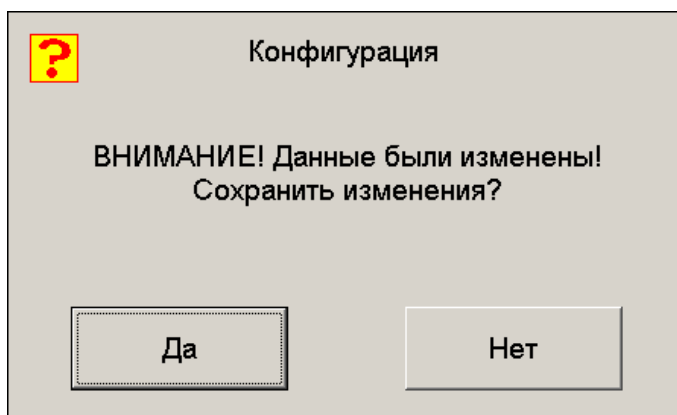 ?
Конфигурация
ВНИМАНИЕ! Данные были изменены!
Сохранить изменения?
Да
Нет